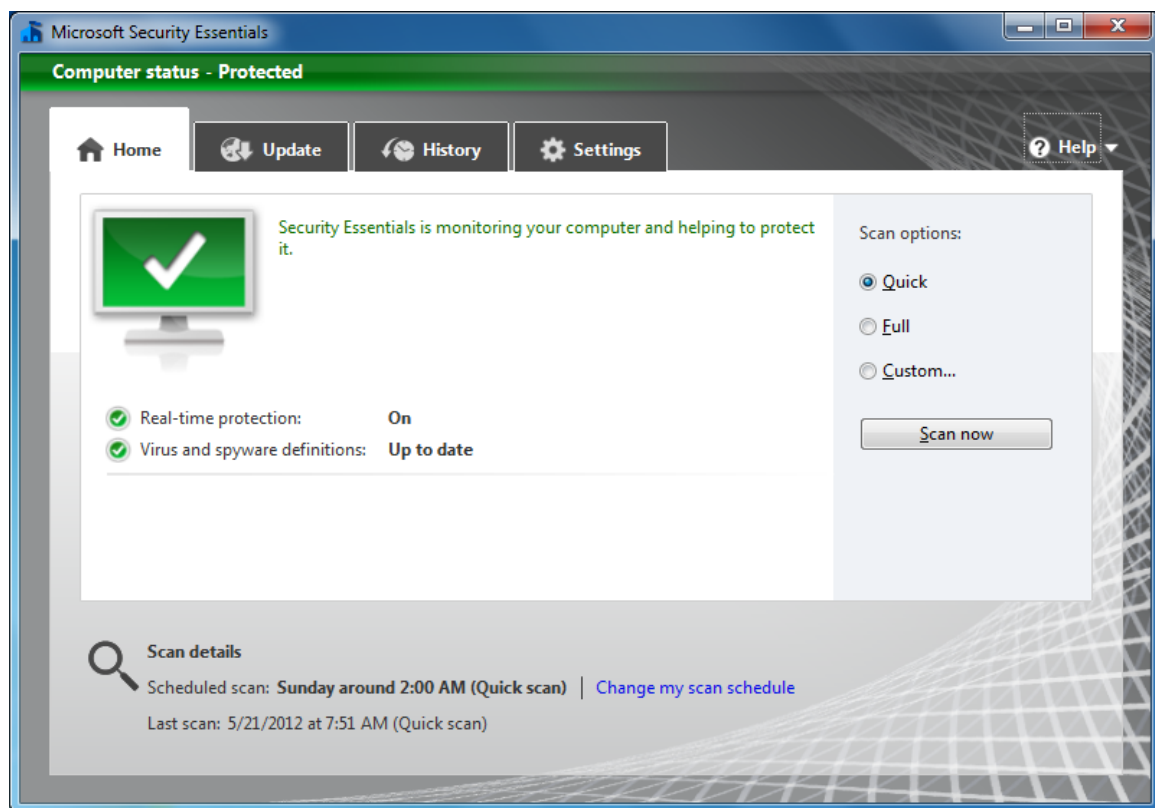 Microsoft Security Essentials
Computer status - Protected
Home
Update
History
Settings
Help
Security Essentials is monitoring your computer and helping to protect
it.
Real-time protection: On
Virus and spyware definitions: Up to date
Scan options:
Quick
Full
Custom...
Scan now
Scan details
Scheduled scan: Sunday around 2:00 AM (Quick scan) | Change my scan schedule
Last scan: 5/21/2012 at 7:51 AM (Quick scan)